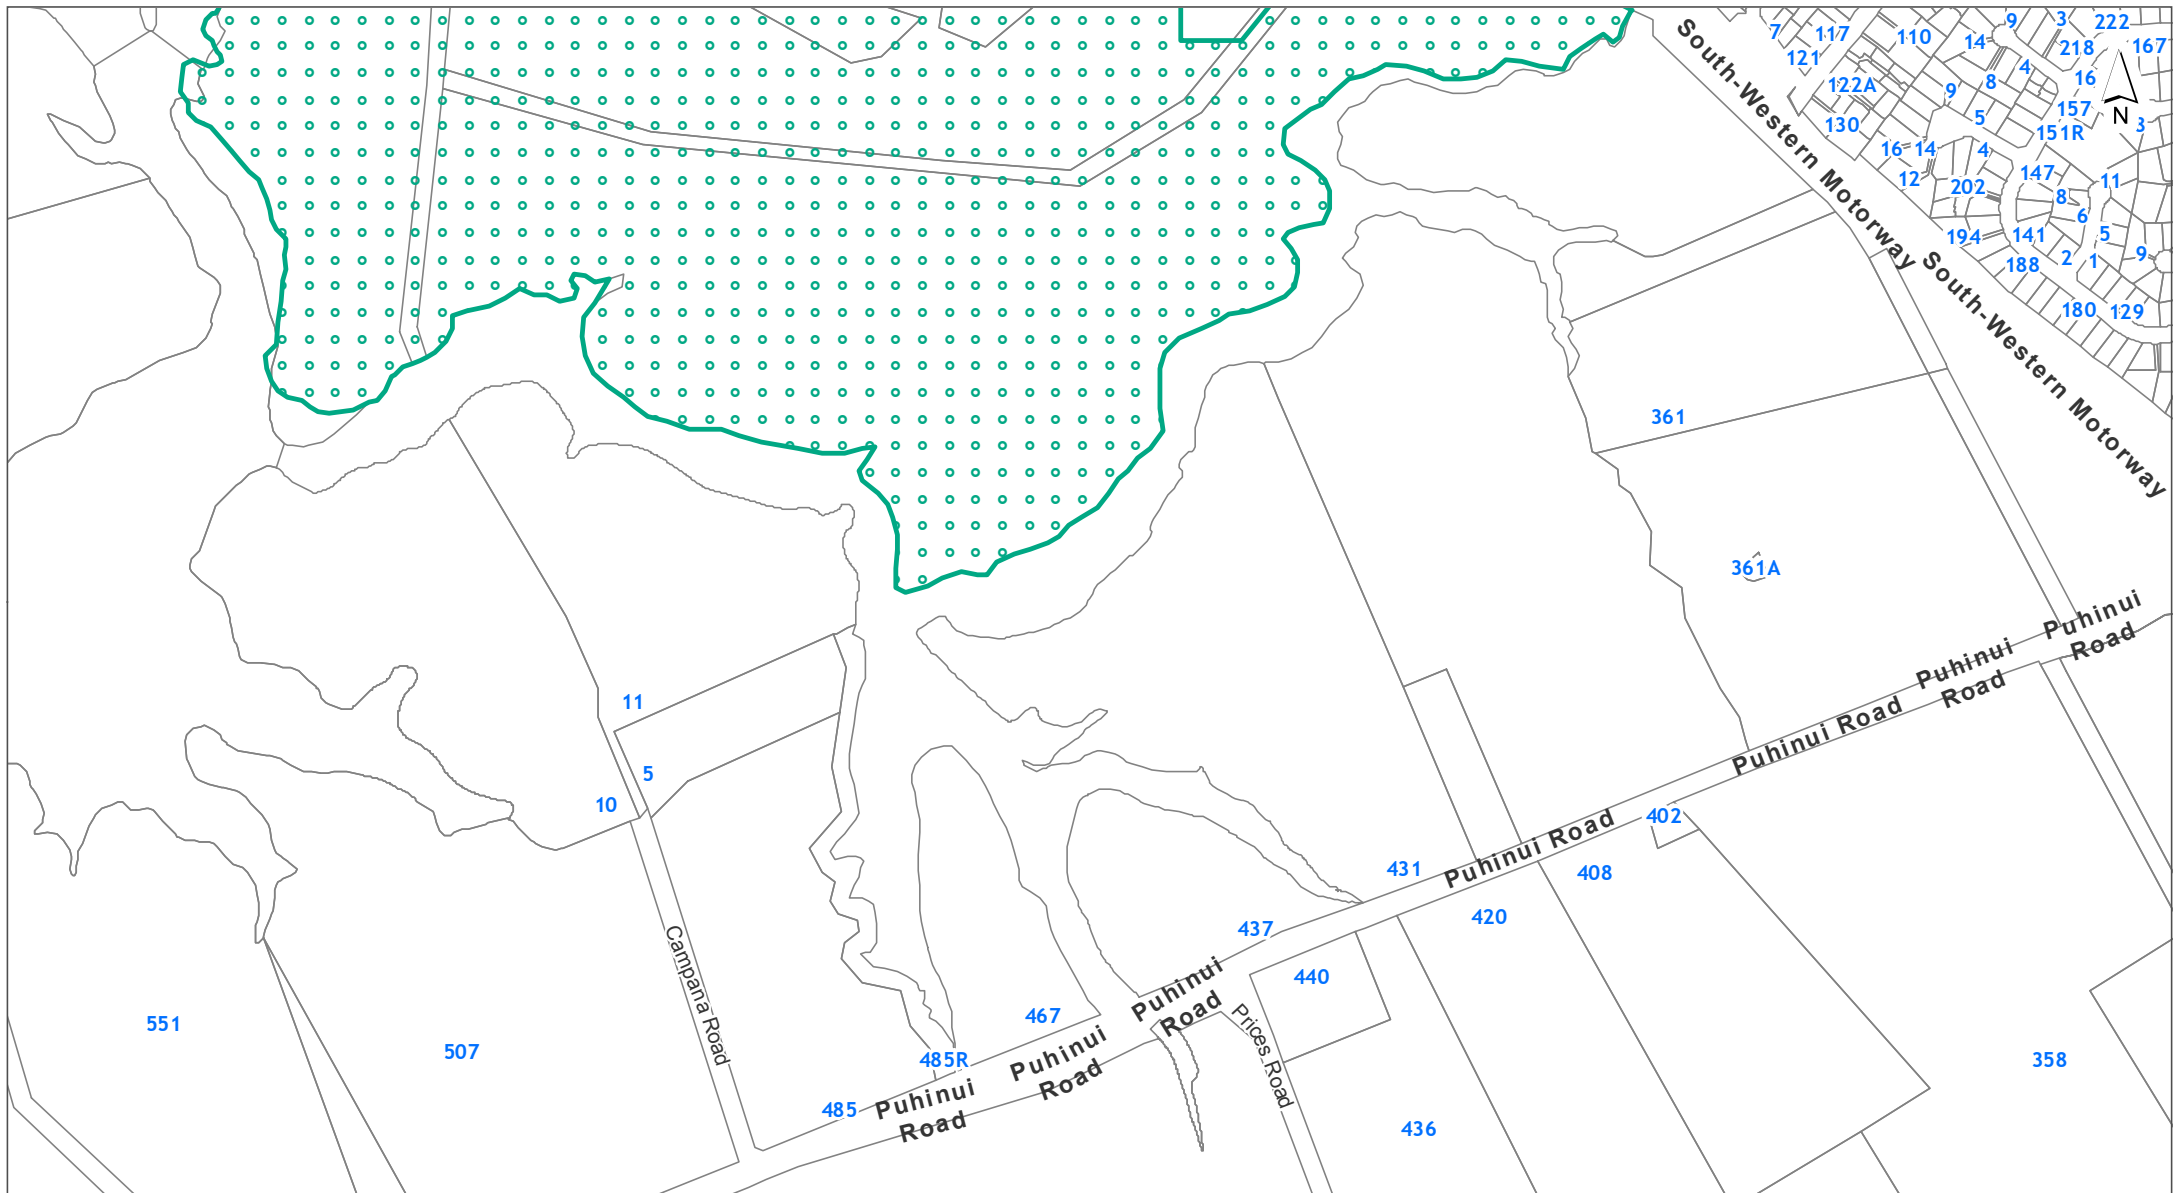 7
117
121
110
9
3
222
14
218
167
4
16
122A
8
9
157
N
3
130
5
151R
16
14
4
12
202
147
11
8
6
194
141
5
188
2
1
9
180
129
South-Western Motorway
South-Western Motorway
361
361A
Puhinui
Road
Puhinui
Road
Puhinui Road
11
5
10
402
Puhinui Road
431
408
420
437
440
Puhinui
Road
Campana Road
467
Prices Road
551
507
485R
Puhinui
Road
358
485
Puhinui
Road
436